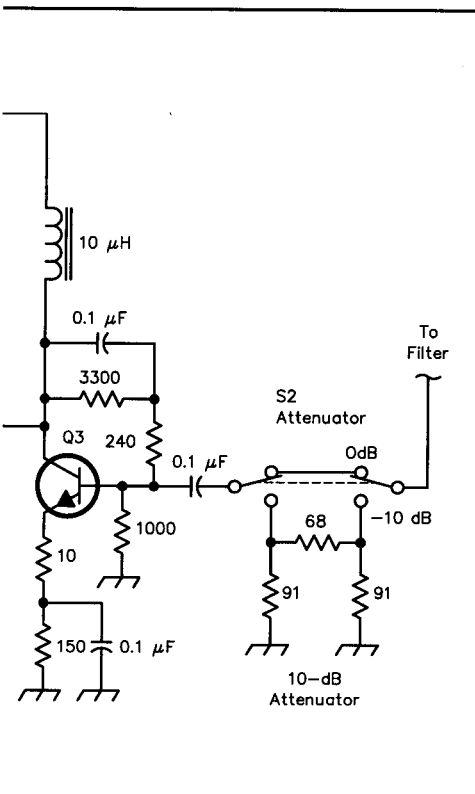 10 μH
0.1 μF
To
Filter
3300
S2
Attenuator
Q3
240
0.1 μF
0dB
-10 dB
1000
68
10
91
91
150
0.1 μF
10-dB
Attenuator